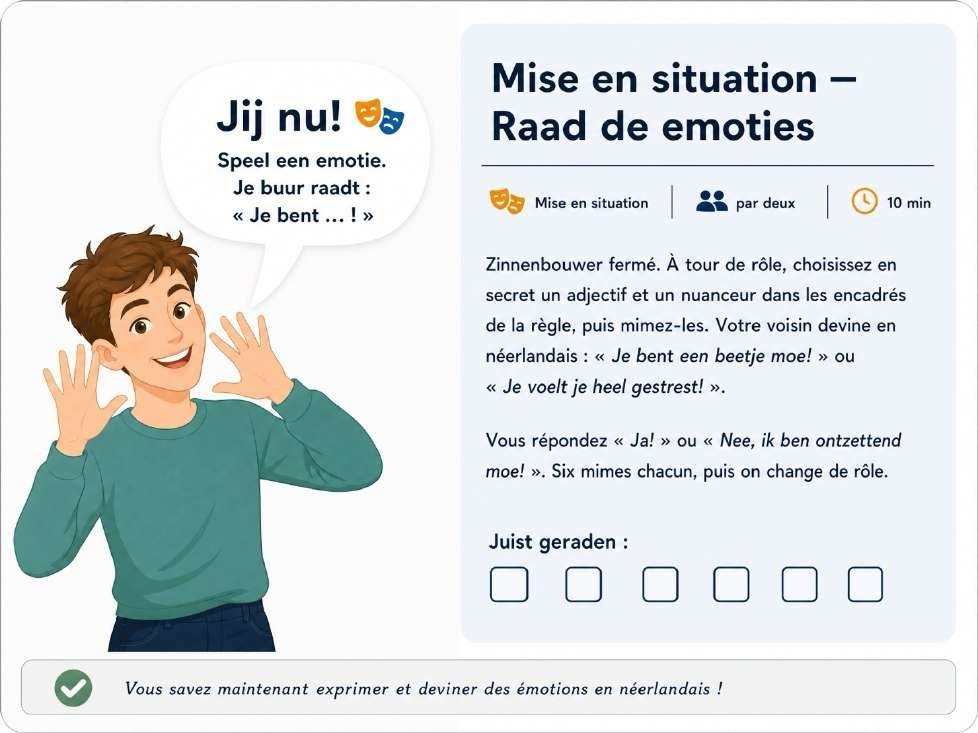 Jij nu!
Speel een emotie.
Je buur raadt :
« Je bent ... ! »
Mise en situation –
Raad de emoties
Mise en situation
par deux
10 min
Zinnenbouwer fermé. À tour de rôle, choisissez en
secret un adjectif et un nuanceur dans les encadrés
de la règle, puis mimez-les. Votre voisin devine en
néerlandais : « Je bent een beetje moe! » ou
« Je voelt je heel gestrest! ».
Vous répondez « Ja! » ou « Nee, ik ben ontzettend
moe! ». Six mimes chacun, puis on change de rôle.
Juist geraden :
Vous savez maintenant exprimer et deviner des émotions en néerlandais !